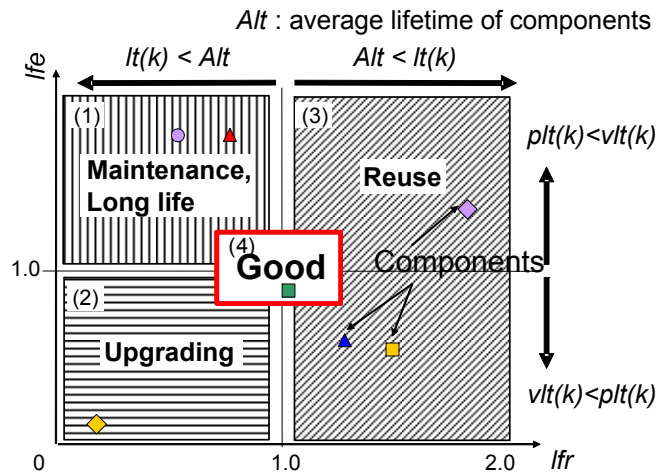 Alt : average lifetime of components
lfe
lt(k) < Alt
Alt < lt(k)
(1)
Maintenance,
Long life
(3)
Reuse
plt(k)<vlt(k)
(4)
Good
Components
1.0
(2)
Upgrading
vlt(k)<plt(k)
0
1.0
2.0
lfr